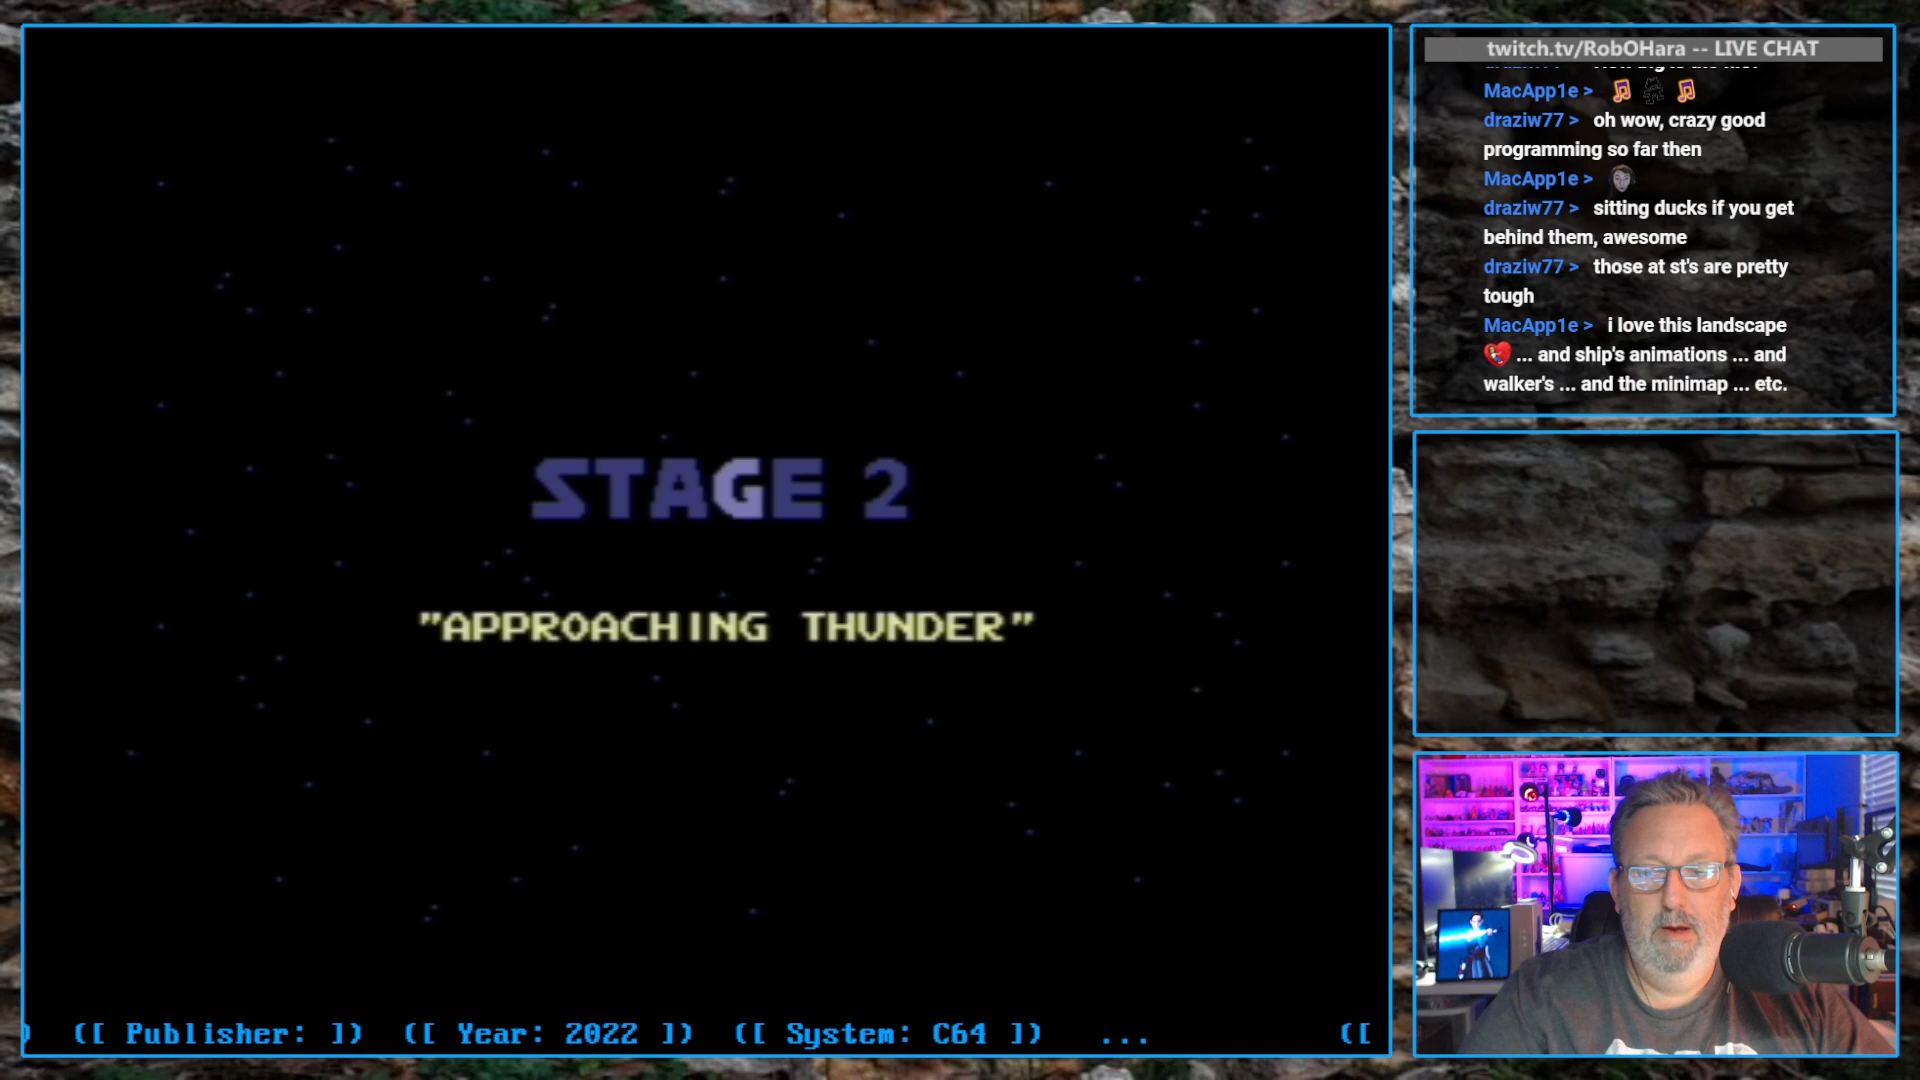 STAGE 2
"APPROACHING THUNDER"
([ Publisher: ]) ([ Year: 2022 ]) ([ System: C64 ]) ... ([
twitch.tv/RobOHara -- LIVE CHAT
MacApp1e >
draziw77 > oh wow, crazy good
programming so far then
MacApp1e >
draziw77 > sitting ducks if you get
behind them, awesome
draziw77 > those at st's are pretty
tough
MacApp1e > i love this landscape
... and ship's animations ... and
walker's ... and the minimap ... etc.